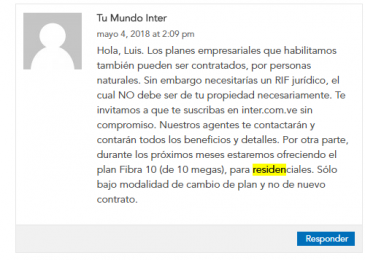 Tu Mundo Inter
mayo 4, 2018 at 2:09 pm
Hola, Luis. Los planes empresariales que habilitamos
también pueden ser contratados, por personas
naturales. Sin embargo necesitarías un RIF jurídico, el
cual NO debe ser de tu propiedad necesariamente. Te
invitamos a que te suscribas en inter.com.ve sin
compromiso. Nuestros agentes te contactarán y
contarán todos los beneficios y detalles. Por otra parte,
durante los próximos meses estaremos ofreciendo el
plan Fibra 10 (de 10 megas), para residenciales. Sólo
bajo modalidad de cambio de plan y no de nuevo
contrato.
Responder